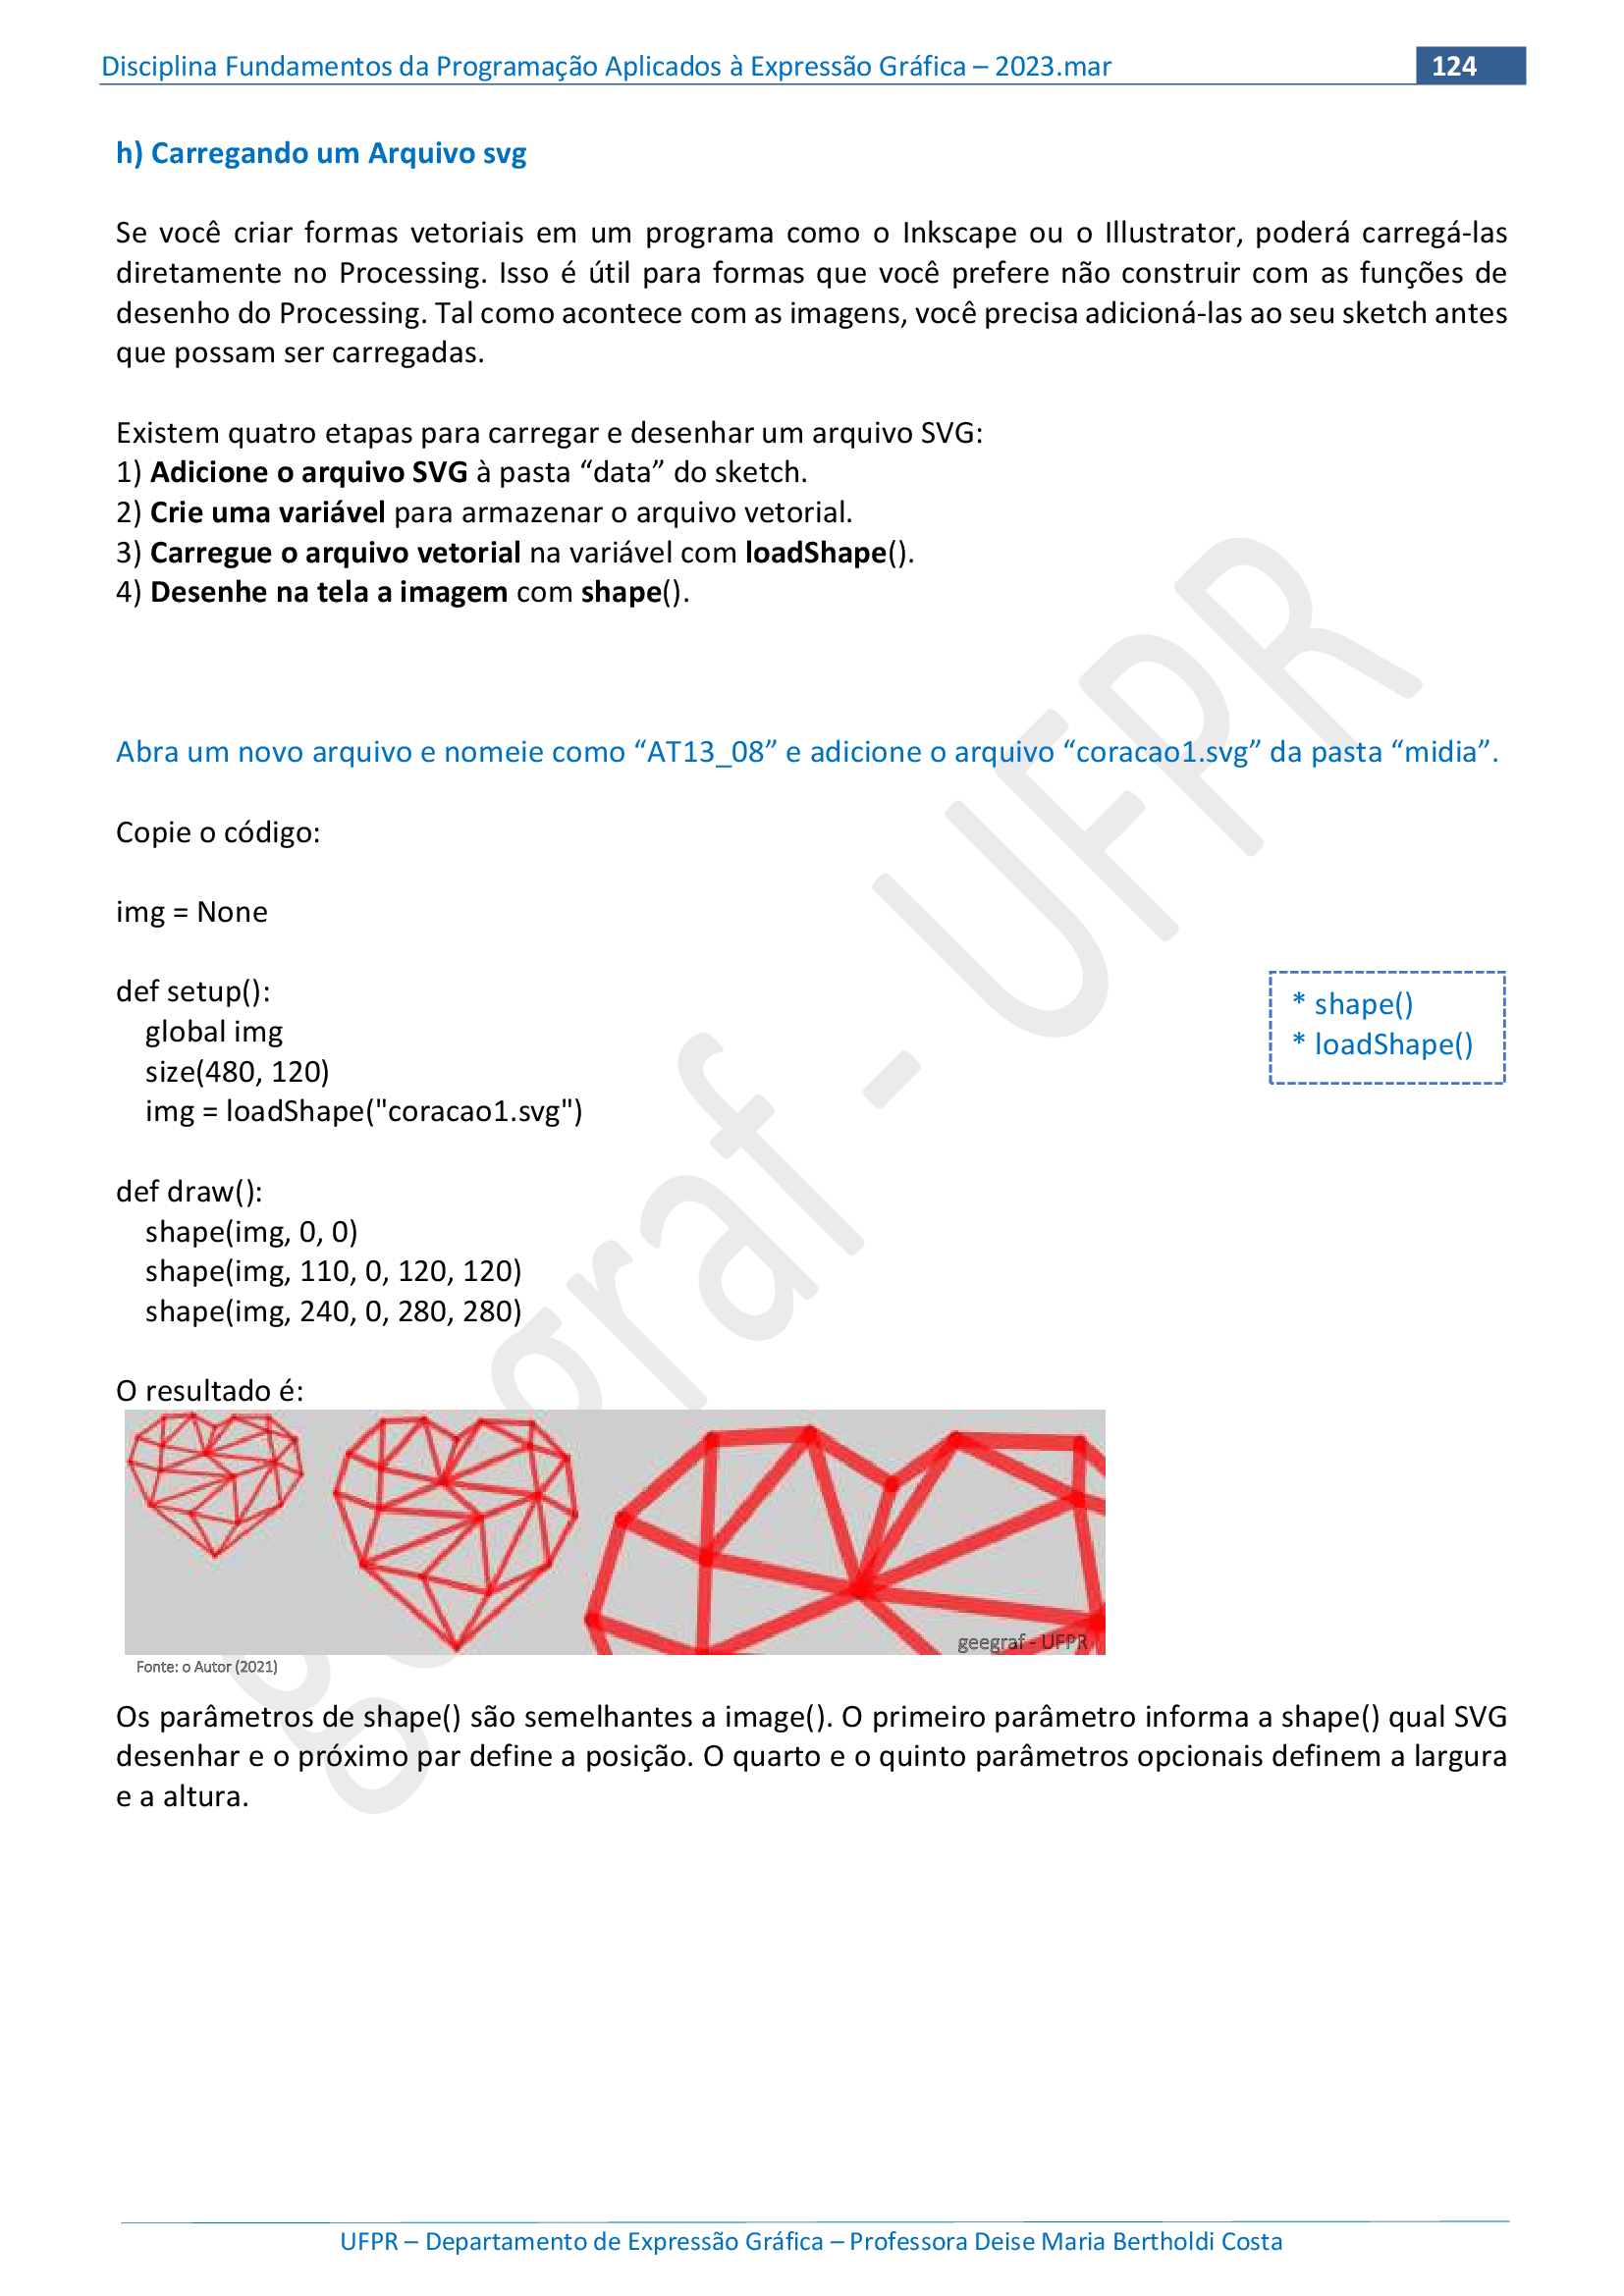 Disciplina Fundamentos da Programação Aplicados à Expressão Gráfica – 2023.mar 124
h) Carregando um Arquivo svg
Se você criar formas vetoriais em um programa como o Inkscape ou o Illustrator, poderá carregá-las
diretamente no Processing. Isso é útil para formas que você prefere não construir com as funções de
desenho do Processing. Tal como acontece com as imagens, você precisa adicioná-las ao seu sketch antes
que possam ser carregadas.
Existem quatro etapas para carregar e desenhar um arquivo SVG:
1) Adicione o arquivo SVG à pasta “data” do sketch.
2) Crie uma variável para armazenar o arquivo vetorial.
3) Carregue o arquivo vetorial na variável com loadShape().
4) Desenhe na tela a imagem com shape().
Abra um novo arquivo e nomeie como “AT13_08” e adicione o arquivo “coracao1.svg” da pasta “midia”.
Copie o código:
img = None
def setup():
global img
size(480, 120)
img = loadShape("coracao1.svg")
* shape()
* loadShape()
def draw():
shape(img, 0, 0)
shape(img, 110, 0, 120, 120)
shape(img, 240, 0, 280, 280)
O resultado é:
geegraf - UFPR
Fonte: o Autor (2021)
Os parâmetros de shape() são semelhantes a image(). O primeiro parâmetro informa a shape() qual SVG
desenhar e o próximo par define a posição. O quarto e o quinto parâmetros opcionais definem a largura
e a altura.
geegraf - UFPR
UFPR – Departamento de Expressão Gráfica – Professora Deise Maria Bertholdi Costa